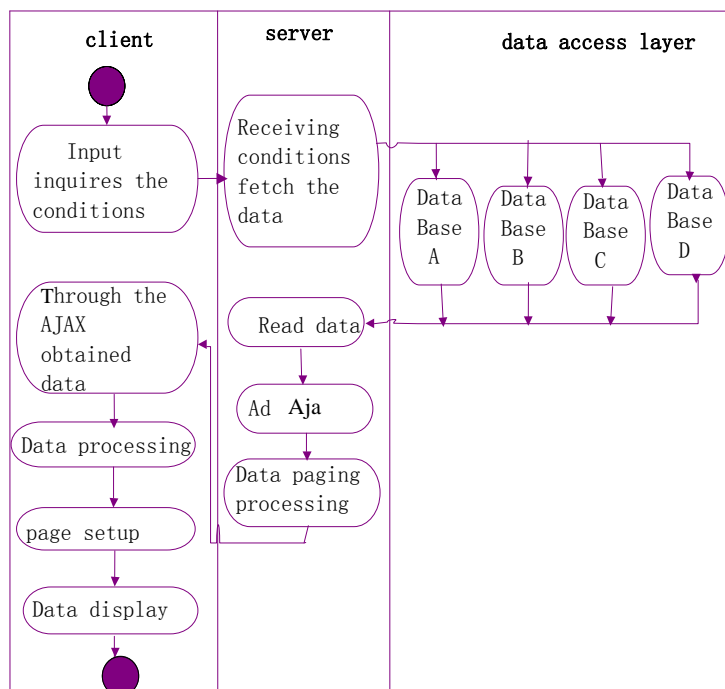 client
server
data access layer
Input
inquires the
conditions
Receiving
conditions
fetch the
data
Data
Base
A
Data
Base
B
Data
Base
C
Data
Base
D
Through the
AJAX
obtained
data
Read data
Ad Aja
Data paging
processing
Data processing
page setup
Data display